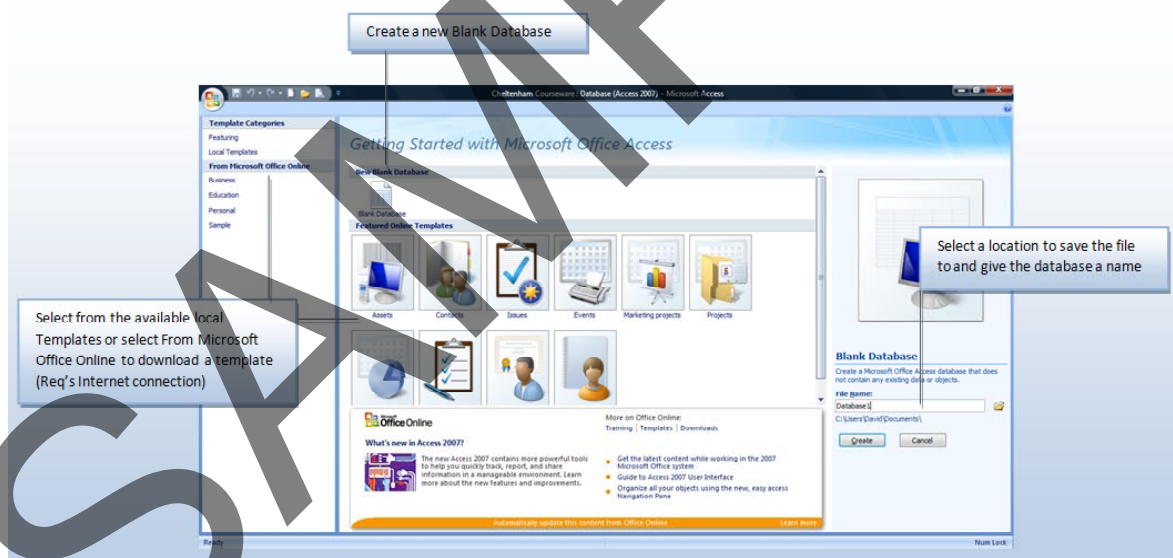 Create a new Blank Database
Cheltenham Courseware : Database (Access 2007) - Microsoft Access
Template Categories
Featuring
Local Templates
From Microsoft Office Online
Business
Education
Personal
Sample
Getting Started with Microsoft Office Access
New Blank Database
Blank Database
Featured Online Templates
Assets
Contacts
Issues
Events
Marketing projects
Projects
Select a location to save the file
to and give the database a name
Select from the available local
Templates or select From Microsoft
Office Online to download a template
(Req's Internet connection)
Blank Database
Create a Microsoft Office Access database that does
not contain any existing data or objects.
File Name:
Database1
C:\Users\David\Documents\
Create
Cancel
Microsoft
Office Online
What's new in Access 2007?
The new Access 2007 contains more powerful tools
to help you quickly track, report, and share
information in a manageable environment. Learn
more about the new features and improvements.
More on Office Online:
Training | Templates | Downloads
Get the latest content while working in the 2007
Microsoft Office system
Guide to Access 2007 User Interface
Organize all your objects using the new, easy access
Navigation Pane
Automatically update this content from Office Online
Learn more
Ready
Num Lock
SAMP